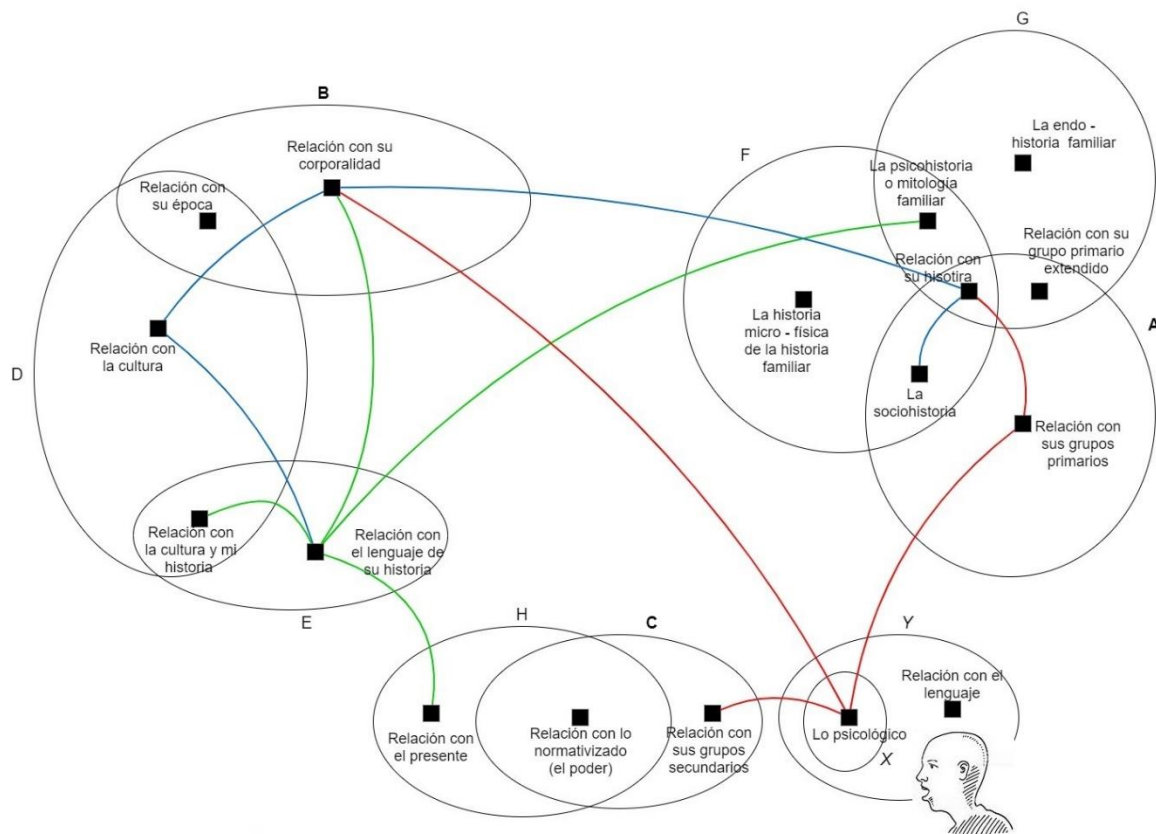 G
B
La endo -
historia familiar
Relación con su
corporalidad
F
La psicohistoria
o mitología
familiar
Relación con
su época
Relación con su
grupo primario
extendido
Relación con
su hisotira
La historia
micro - física
de la historia
familiar
A
Relación con
la cultura
D
La
sociohistoria
Relación con
sus grupos
primarios
Relación con
la cultura y mi
historia
Relación con
el lenguaje de
su historia
E
H
C
Y
Relación con el
lenguaje
Relación con
el presente
Relación con lo
normativizado
(el poder)
Relación con
sus grupos
secundarios
Lo psicológico
X